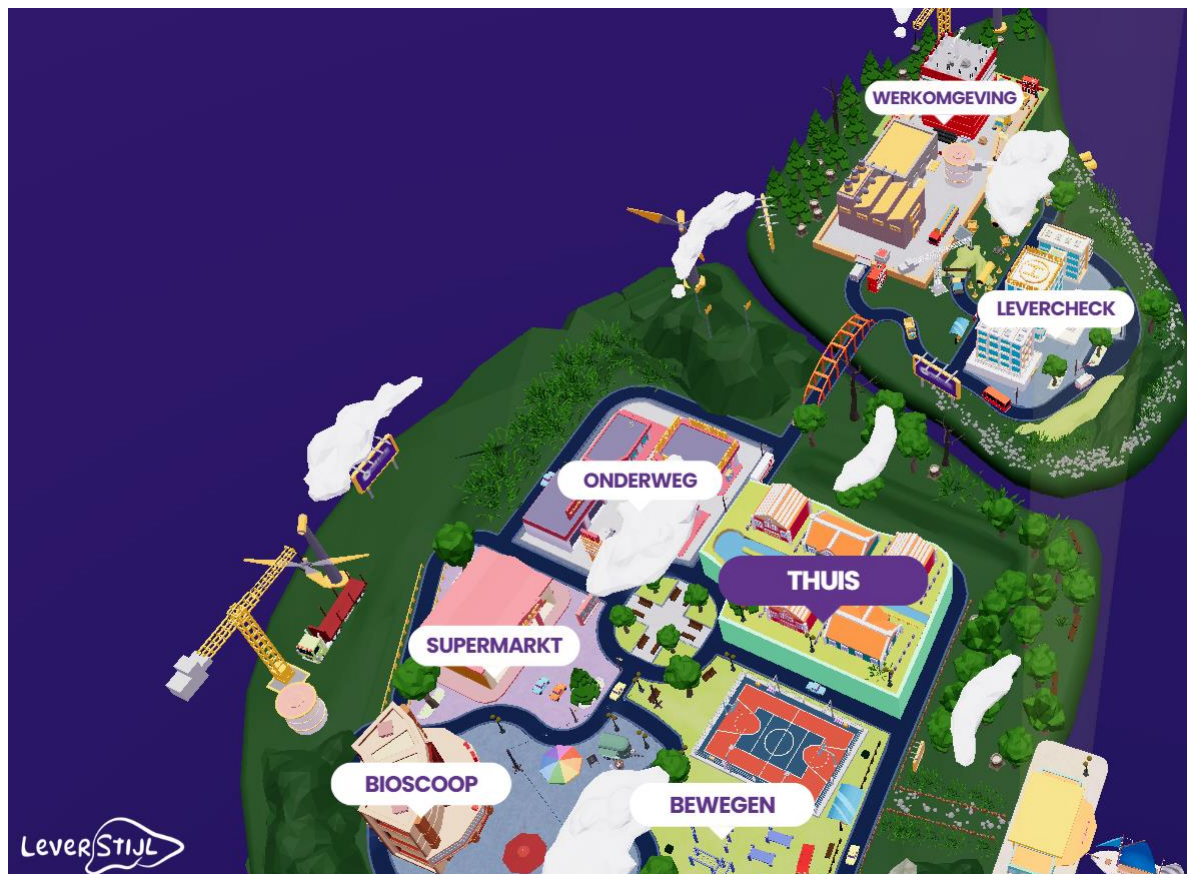 WERKOMGEVING
LEVERCHECK
ONDERWEG
THUIS
SUPERMARKT
BIOSCOOP
BEWEGEN
LEVERSTIJL